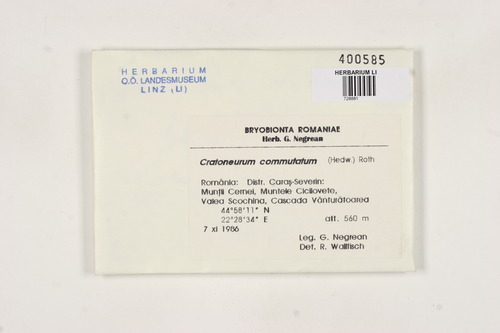 400585
HERBARIUM
O.Ö. LANDESMUSEUM
LINZ (LI)
HERBARIUM LI
BRYOBIONTA ROMANIAE
Herb. G. Negrean
Cratoneurum commutatum (Hedw.) Roth
România: Distr. Caraş-Severin:
Munţii Cernei, Muntele Cicilovete,
Valea Scochina, Cascada Vânturătoarea
44°58'11" N
22°28'34" E alt. 560 m
7 xi 1986
Leg. G. Negrean
Det. R. Wallfisch